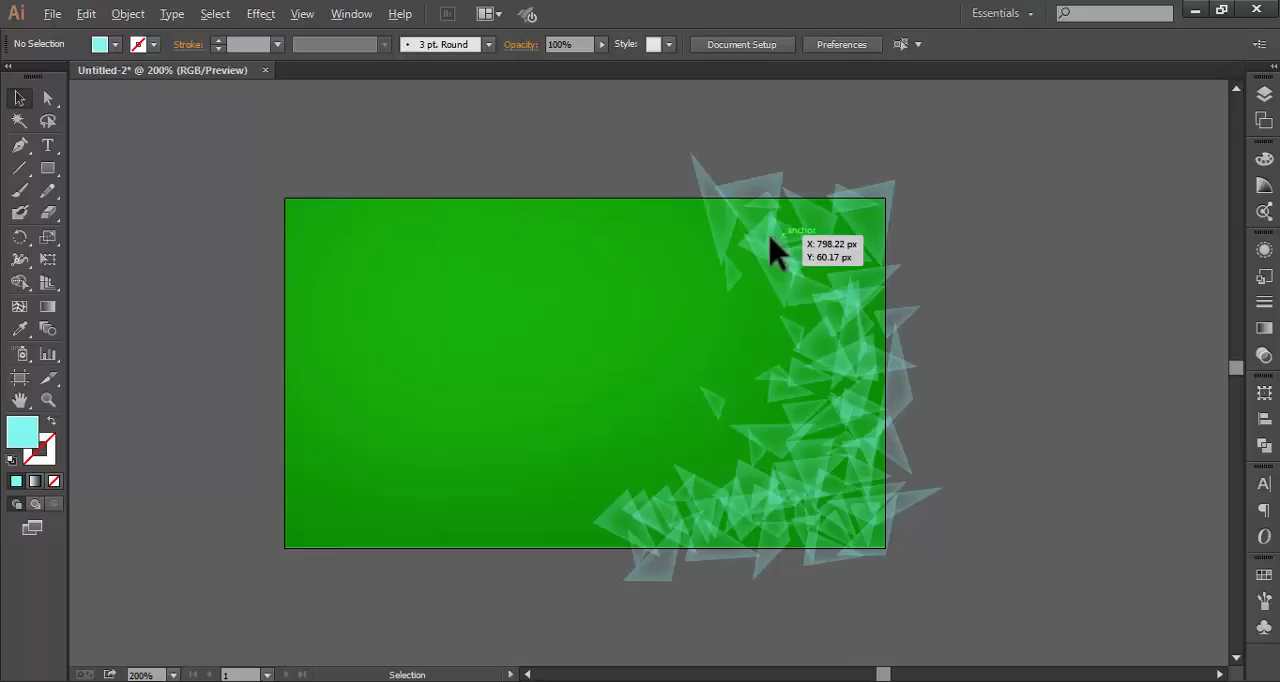 Ai File Edit Object Type Select Effect View Window Help Br Essentials
No Selection Stroke: 3 pt. Round Opacity: 100% Style: Document Setup Preferences
Untitled-2* @ 200% (RGB/Preview) ×
anchor
X: 798.22 px
Y: 60.17 px
200% 1 Selection